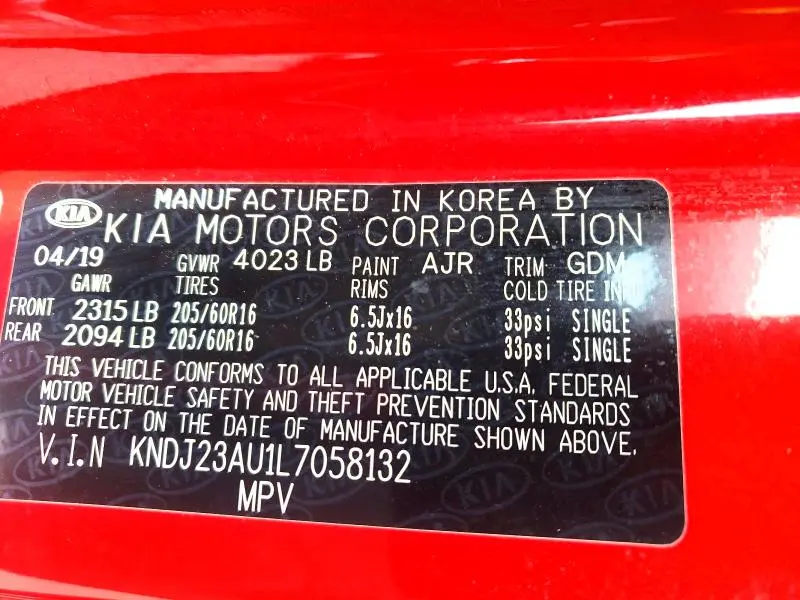 KIA MANUFACTURED IN KOREA BY
KIA MOTORS CORPORATION
04/19 GVWR 4023 LB PAINT AJR TRIM GDM
GAWR TIRES RIMS COLD TIRE
FRONT 2315 LB 205/60R16 6.5Jx16 33psi SINGLE
REAR 2094 LB 205/60R16 6.5Jx16 33psi SINGLE
THIS VEHICLE CONFORMS TO ALL APPLICABLE U.S.A. FEDERAL
MOTOR VEHICLE SAFETY AND THEFT PREVENTION STANDARDS
IN EFFECT ON THE DATE OF MANUFACTURE SHOWN ABOVE.
V.I.N KNDJ23AU1L7058132
MPV